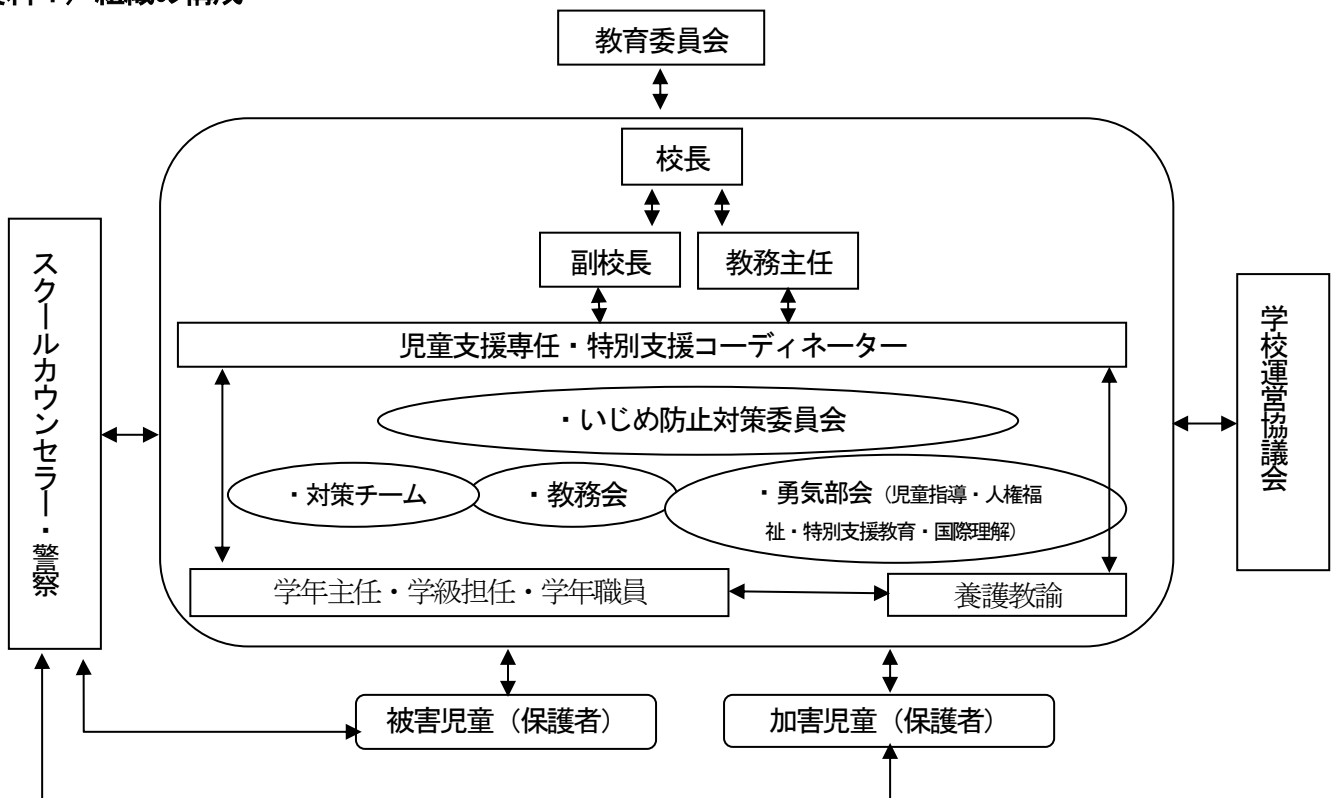 組織の構成
教育委員会
校長
副校長
教務主任
児童支援専任・特別支援コーディネーター
・いじめ防止対策委員会
・対策チーム
・教務会
・勇気部会（児童指導・人権福
祉・特別支援教育・国際理解）
学年主任・学級担任・学年職員
養護教諭
スクールカウンセラー・警察
学校運営協議会
被害児童（保護者）
加害児童（保護者）